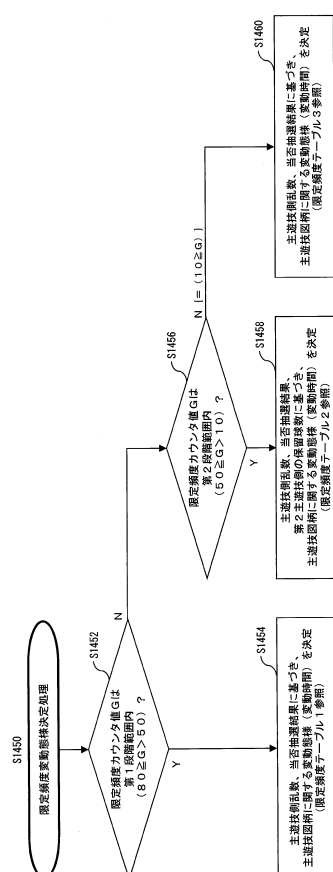 S1450
限定頻度変動態様決定処理
S1452
限定頻度カウンタ値Gは
第1段階範囲内
(80≧G>50)?
N
Y
S1454
主遊技側乱数、当否抽選結果に基づき、
主遊技図柄に関する変動態様(変動時間)を決定
(限定頻度テーブル1参照)
S1456
限定頻度カウンタ値Gは
第2段階範囲内
(50≧G>10)?
N[=(10≧G)]
Y
S1458
主遊技側乱数、当否抽選結果、
第2主遊技側の保留球数に基づき、
主遊技図柄に関する変動態様(変動時間)を決定
(限定頻度テーブル2参照)
S1460
主遊技側乱数、当否抽選結果に基づき、
主遊技図柄に関する変動態様(変動時間)を決定
(限定頻度テーブル3参照)